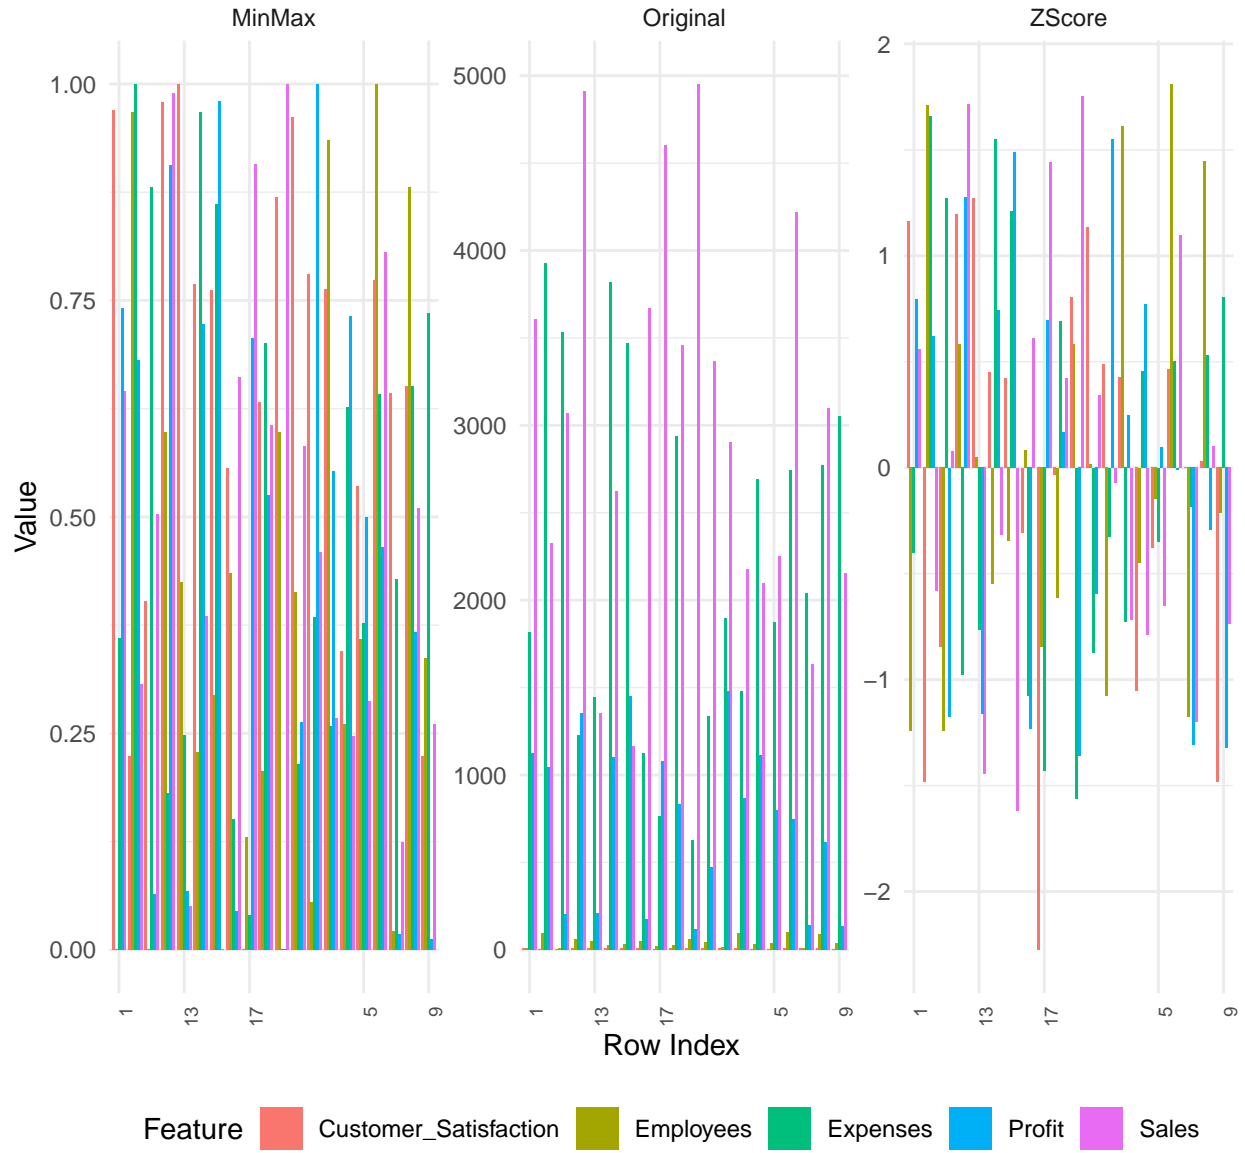 MinMax Original ZScore
1.00
0.75
0.50
0.25
0.00
5000
4000
3000
2000
1000
0
2
1
0
−1
−2
Value
1 13 17 5 9
1 13 17 5 9
1 13 17 5 9
Row Index
Feature Customer_Satisfaction Employees Expenses Profit Sales